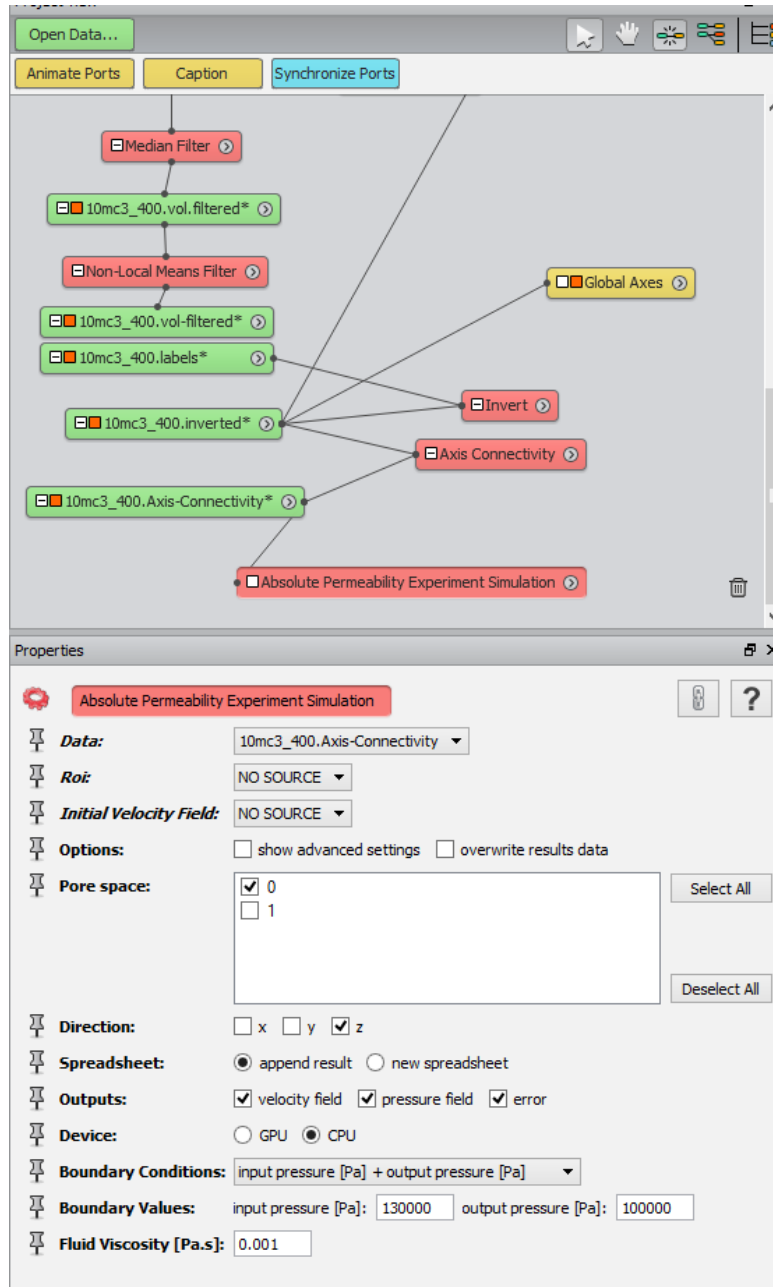 Open Data...
Animate Ports Caption Synchronize Ports
Median Filter
10mc3_400.vol.filtered*
Non-Local Means Filter
Global Axes
10mc3_400.vol-filtered*
10mc3_400.labels*
Invert
10mc3_400.inverted*
Axis Connectivity
10mc3_400.Axis-Connectivity*
Absolute Permeability Experiment Simulation
Properties
Absolute Permeability Experiment Simulation ?
Data: 10mc3_400.Axis-Connectivity
Roi: NO SOURCE
Initial Velocity Field: NO SOURCE
Options: show advanced settings overwrite results data
Pore space: 0 Select All
1
Deselect All
Direction: x y z
Spreadsheet: append result new spreadsheet
Outputs: velocity field pressure field error
Device: GPU CPU
Boundary Conditions: input pressure [Pa] + output pressure [Pa]
Boundary Values: input pressure [Pa]: 130000 output pressure [Pa]: 100000
Fluid Viscosity [Pa.s]: 0.001